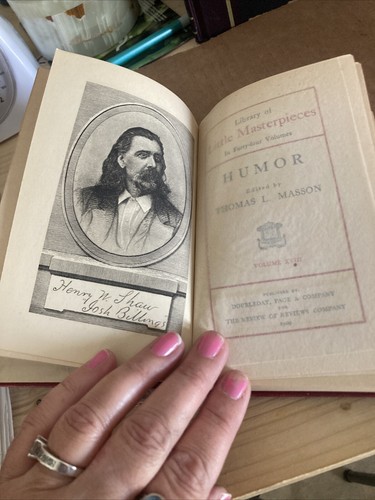 Henry W. Shaw
Josh Billings
Library of
Little Masterpieces
In Forty-four Volumes
HUMOR
Edited by
THOMAS L. MASSON
VOLUME XVIII
PUBLISHED BY
DOUBLEDAY, PAGE & COMPANY
FOR
THE REVIEW OF REVIEWS COMPANY